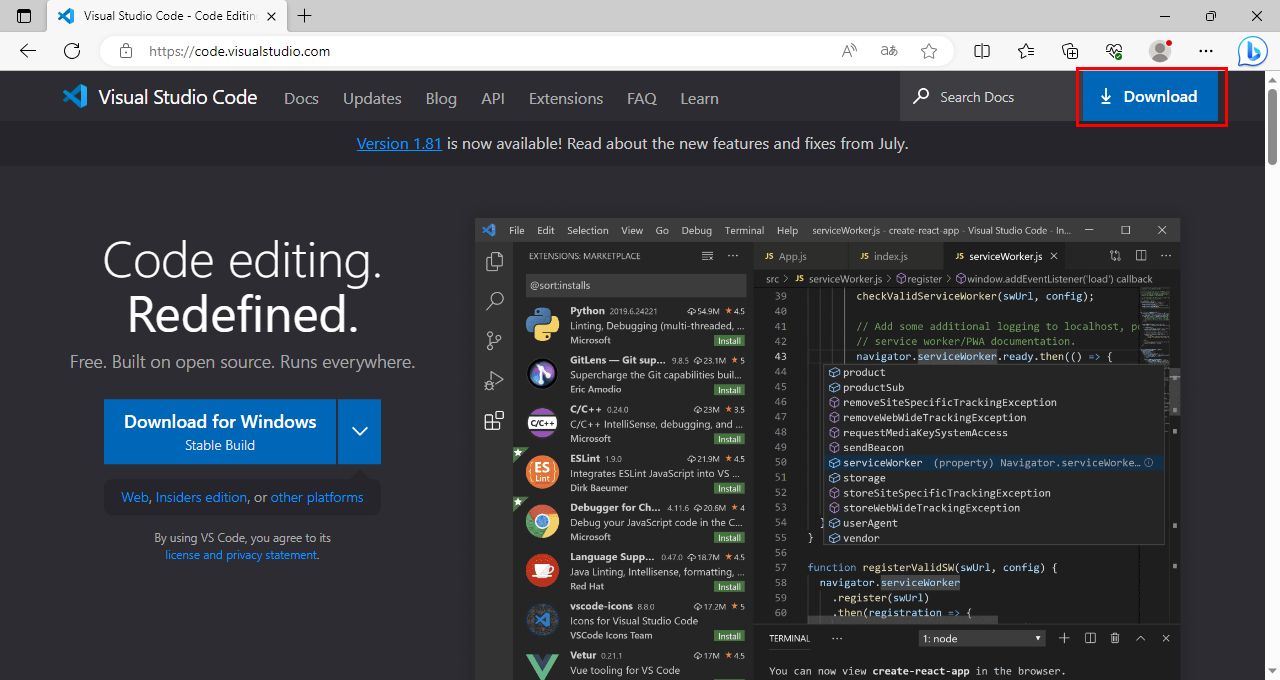 Visual Studio Code - Code Editing
https://code.visualstudio.com
Visual Studio Code
Docs
Updates
Blog
API
Extensions
FAQ
Learn
Search Docs
Download
Version 1.81 is now available! Read about the new features and fixes from July.
Code editing.
Redefined.
Free. Built on open source. Runs everywhere.
Download for Windows
Stable Build
Web, Insiders edition, or other platforms
By using VS Code, you agree to its
license and privacy statement.
File Edit Selection View Go Debug Terminal Help serviceWorker.js - create-react-app - Visual Studio Code - In...
EXTENSIONS: MARKETPLACE
@sort:installs
Python 2019.6.24221 54.9M 4.5
Linting, Debugging (multi-threaded, ...
Microsoft Install
GitLens — Git sup... 9.8.5 23.1M 5
Supercharge the Git capabilities buil...
Eric Amodio Install
C/C++
C/C++ 0.24.0 23M 3.5
C/C++ IntelliSense, debugging, and ...
Microsoft Install
ES
Lint
ESLint 1.9.0 21.9M 4.5
Integrates ESLint JavaScript into VS ...
Dirk Baeumer Install
Debugger for Ch... 4.11.6 20.6M 4
Debug your JavaScript code in the C...
Microsoft Install
Language Supp... 0.47.0 18.7M 4.5
Java Linting, Intellisense, formatting, ...
Red Hat Install
vscode-icons 8.8.0 17.2M 5
Icons for Visual Studio Code
VSCode Icons Team Install
Vetur 0.21.1 17M 4.5
Vue tooling for VS Code
JS App.js
JS index.js
JS serviceWorker.js
src > JS serviceWorker.js > register > window.addEventListener('load') callback
39 checkValidServiceWorker(swUrl, config);
40
41 // Add some additional logging to localhost, po
42 // service worker/PWA documentation.
43 navigator.serviceWorker.ready.then(() => {
44 product
45 productSub
46 removeSiteSpecificTrackingException
47 removeWebWideTrackingException
48 requestMediaKeySystemAccess
49 sendBeacon
50 serviceWorker (property) Navigator.serviceWorke...
51 storage
52 storeSiteSpecificTrackingException
53 storeWebWideTrackingException
54 } userAgent
55 } vendor
56
57 function registerValidSW(swUrl, config) {
58 navigator.serviceWorker
59 .register(swUrl)
60 .then(registration => {
TERMINAL ... 1: node
You can now view create-react-app in the browser.